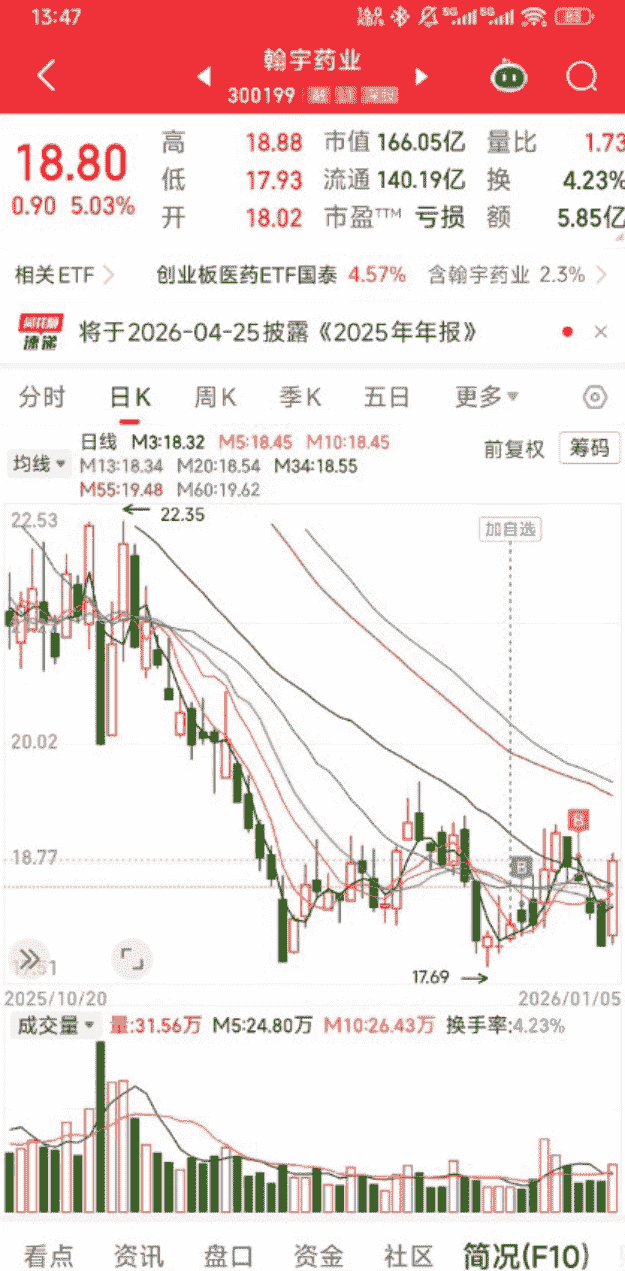 13:47
翰宇药业
300199 融 深股
18.80
0.90 5.03%
高 18.88 市值 166.05亿 量比 1.73
低 17.93 流通 140.19亿 换 4.23%
开 18.02 市盈TTM 亏损 额 5.85亿
相关ETF 创业板医药ETF国泰 4.57% 含翰宇药业 2.3%
速递 将于2026-04-25披露《2025年年报》
分时 日K 周K 季K 五日 更多
均线 日线 M3:18.32 M5:18.45 M10:18.45 前复权 筹码
M13:18.34 M20:18.54 M34:18.55
M55:19.48 M60:19.62
22.53 22.35
加自选
20.02
18.77
B
B
17.69
2025/10/20 2026/01/05
成交量 量:31.56万 M5:24.80万 M10:26.43万 换手率:4.23%
看点 资讯 盘口 资金 社区 简况(F10)